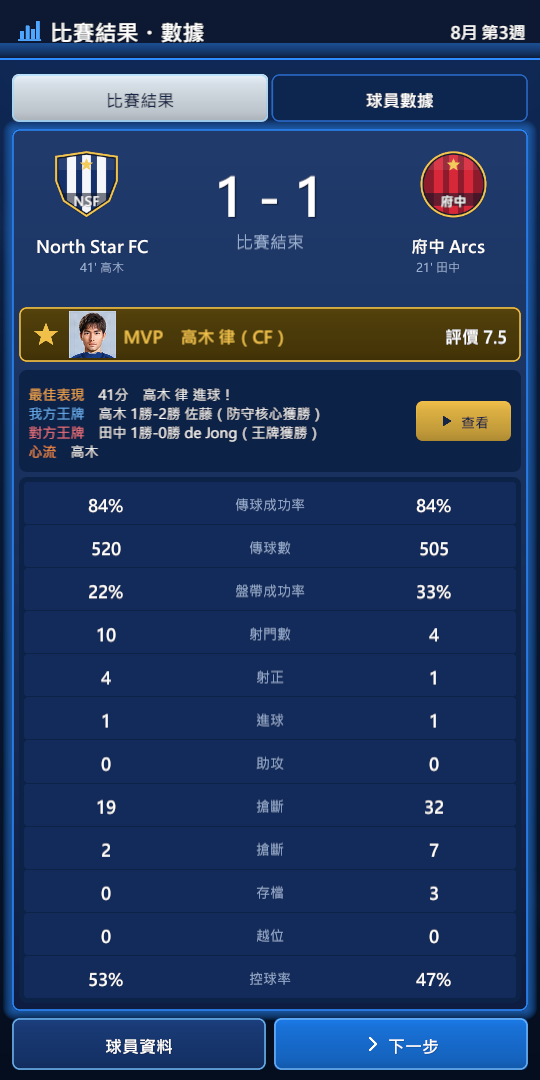 比賽結果・數據
8月 第3週
比賽結果
球員數據
NSF
1 - 1
府中
比賽結束
North Star FC
府中 Arcs
41' 高木
21' 田中
MVP 高木 律 ( CF )
評價 7.5
最佳表現 41分 高木 律 進球！
我方王牌 高木 1勝-2勝 佐藤 ( 防守核心獲勝 )
對方王牌 田中 1勝-0勝 de Jong ( 王牌獲勝 )
心流 高木
查看
84% 傳球成功率 84%
520 傳球數 505
22% 盤帶成功率 33%
10 射門數 4
4 射正 1
1 進球 1
0 助攻 0
19 搶斷 32
2 搶斷 7
0 存檔 3
0 越位 0
53% 控球率 47%
球員資料
下一步